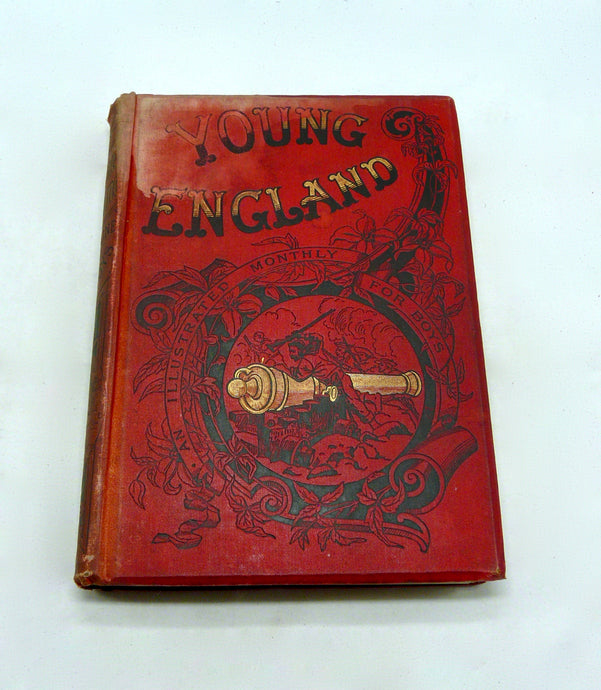 YOUNG
ENGLAND
AN ILLUSTRATED MONTHLY FOR BOYS